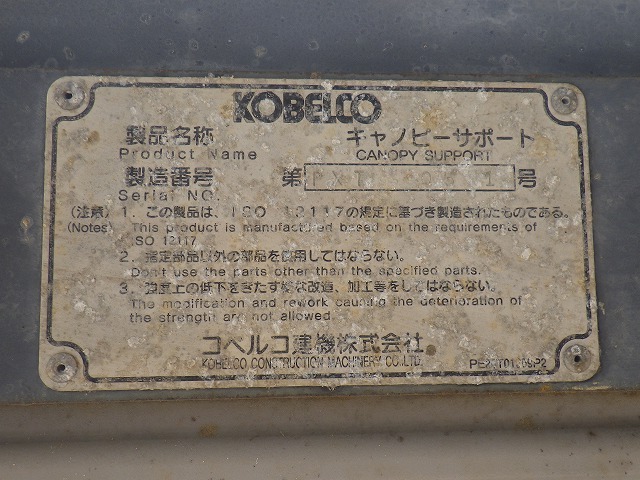 KOBELCO
製品名称 キャノピーサポート
Product Name CANOPY SUPPORT
製造番号 第 号
Serial NO.
(注意) 1. この製品は、ISO 12117の規定に基づき製造されたものである。
(Notes) This product is manufactured based on the requirements of
ISO 12117
2. 指定部品以外の部品を使用してはならない。
Don't use the parts other than the specified parts.
3. 強度上の低下をきたす様な改造、加工等をしてはならない。
The modification and rework causing the deterioration of
the strength are not allowed.
コベルコ建機株式会社
KOBELCO CONSTRUCTION MACHINERY CO.,LTD.